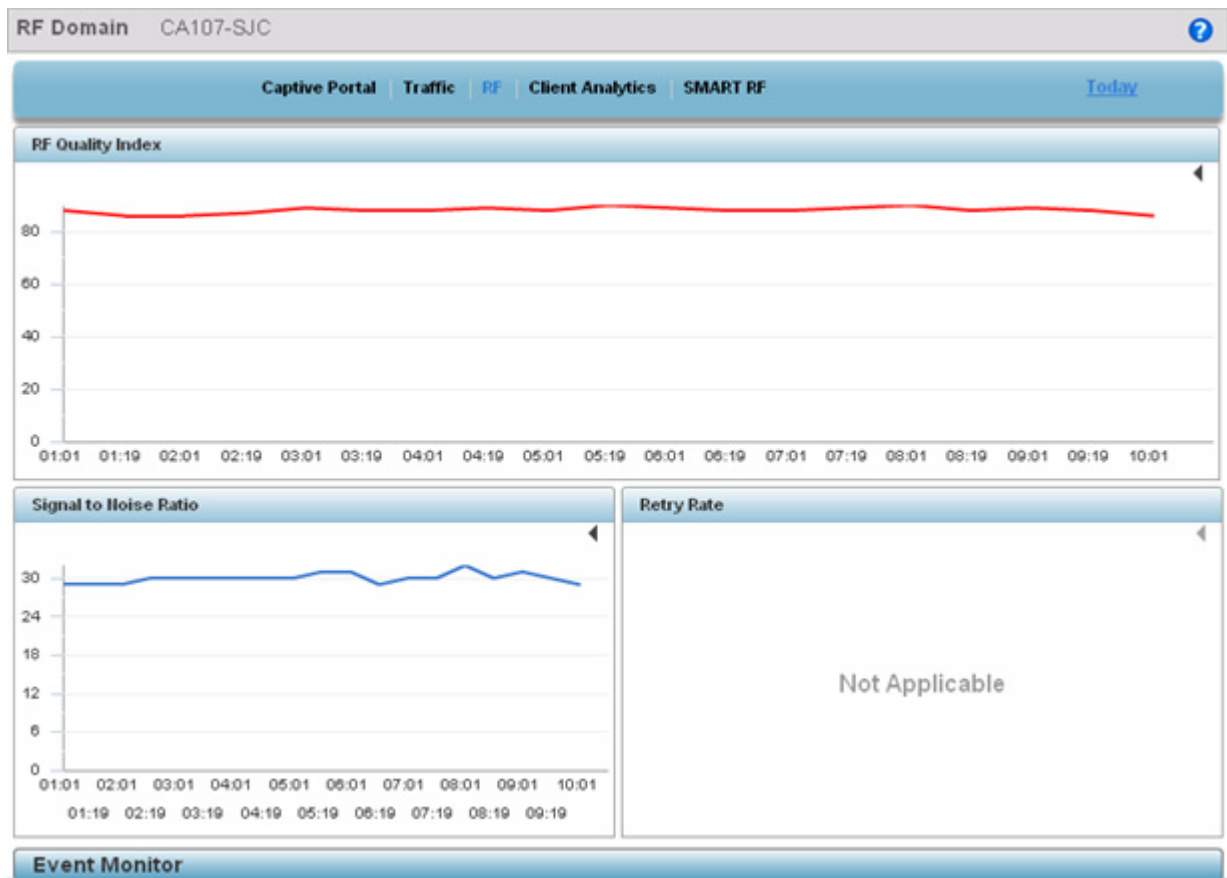 RF Domain CA107-SJC ?
Captive Portal Traffic RF Client Analytics SMART RF Today
RF Quality Index
80
60
40
20
0
01:01 01:19 02:01 02:19 03:01 03:19 04:01 04:19 05:01 05:19 06:01 06:19 07:01 07:19 08:01 08:19 09:01 09:19 10:01
Signal to Noise Ratio
30
24
18
12
6
0
01:01 02:01 03:01 04:01 05:01 06:01 07:01 08:01 09:01 10:01
01:19 02:19 03:19 04:19 05:19 06:19 07:19 08:19 09:19
Retry Rate
Not Applicable
Event Monitor